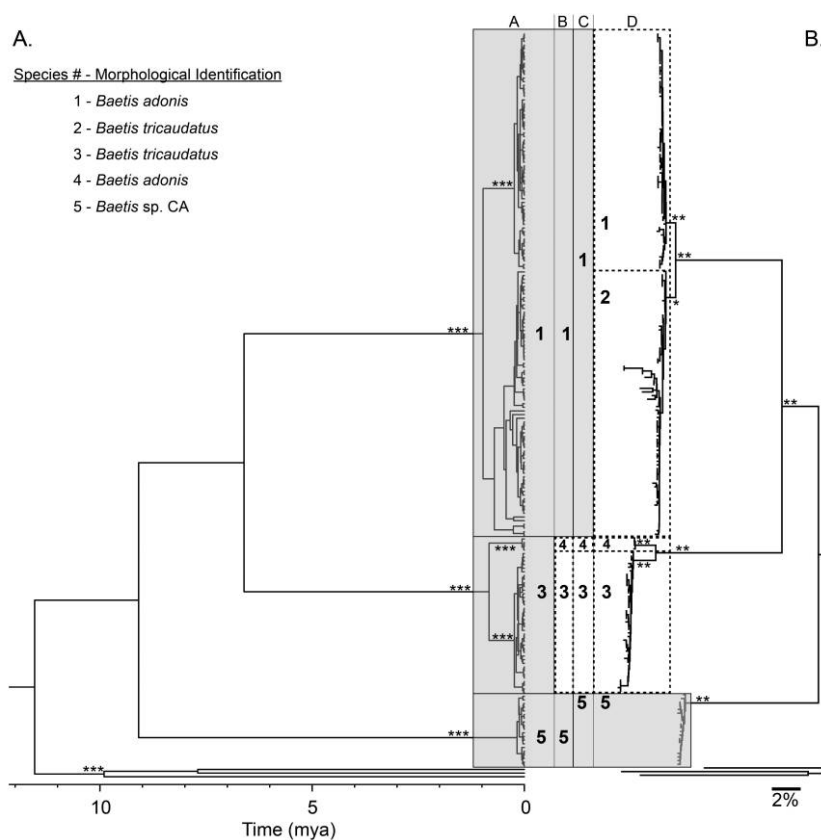 A B C D
A. B.
Species # - Morphological Identification
1 - Baetis adonis
2 - Baetis tricaudatus
3 - Baetis tricaudatus
4 - Baetis adonis
5 - Baetis sp. CA
***
1
**
1
**
2
*
***
1 1
**
4 4 4 **
*** **
**
*** 3 3 3 3
***
5 5 **
*** 5 5
***
10 5 0
2%
Time (mya)